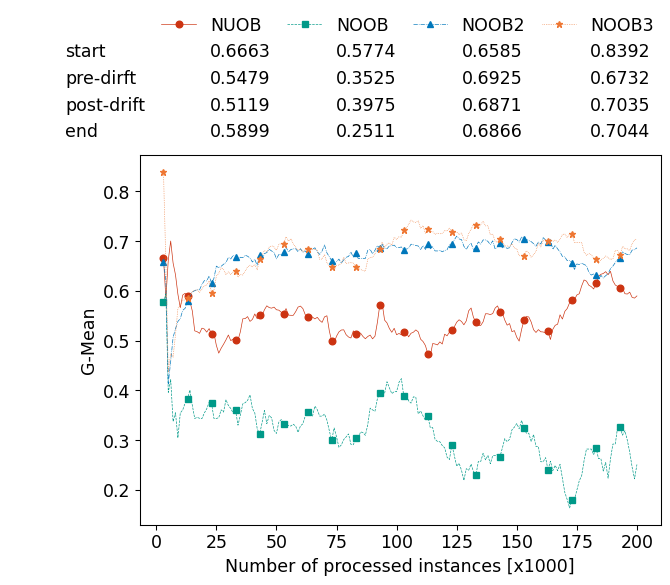 NUOB NOOB NOOB2 NOOB3
start 0.6663 0.5774 0.6585 0.8392
pre-dirft 0.5479 0.3525 0.6925 0.6732
post-drift 0.5119 0.3975 0.6871 0.7035
end 0.5899 0.2511 0.6866 0.7044
0.8
0.7
0.6
0.5
0.4
0.3
0.2
G-Mean
0 25 50 75 100 125 150 175 200
Number of processed instances [x1000]